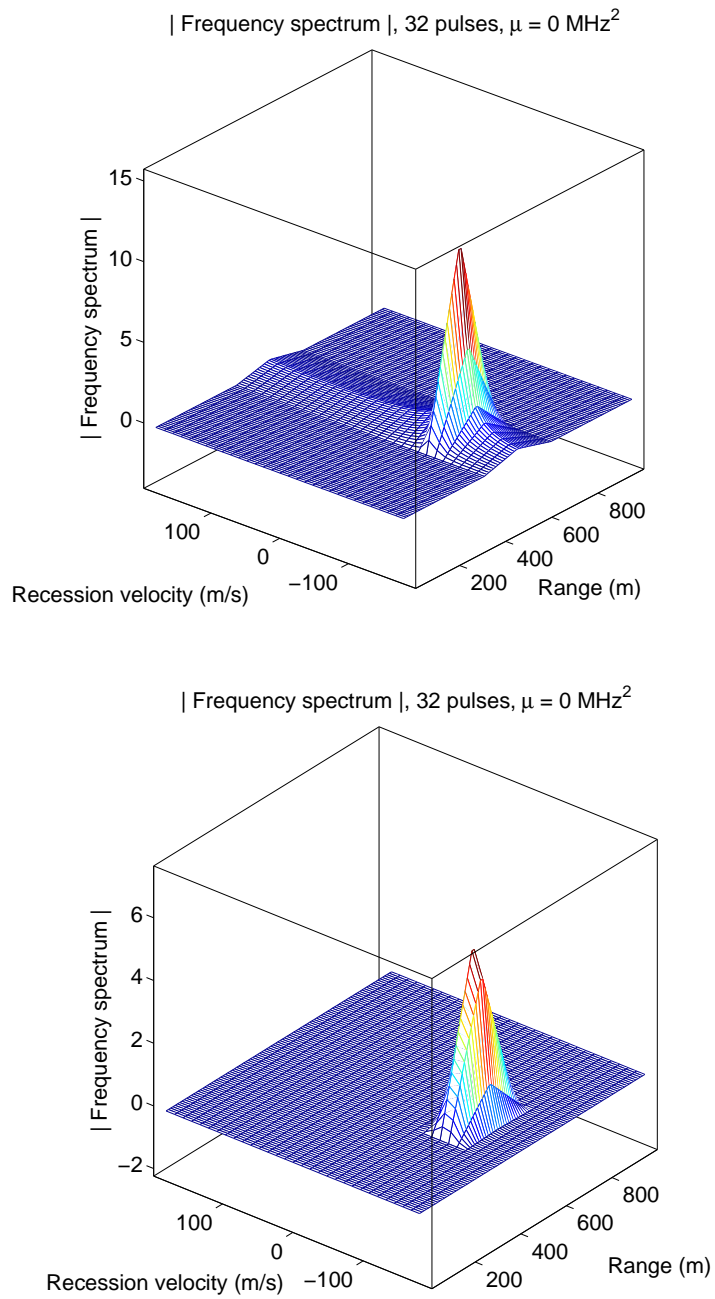 | Frequency spectrum |, 32 pulses, μ = 0 MHz²
15
10
5
0
| Frequency spectrum |
100
0
−100
Recession velocity (m/s)
200
400
600
800
Range (m)
| Frequency spectrum |, 32 pulses, μ = 0 MHz²
6
4
2
0
−2
| Frequency spectrum |
100
0
−100
Recession velocity (m/s)
200
400
600
800
Range (m)